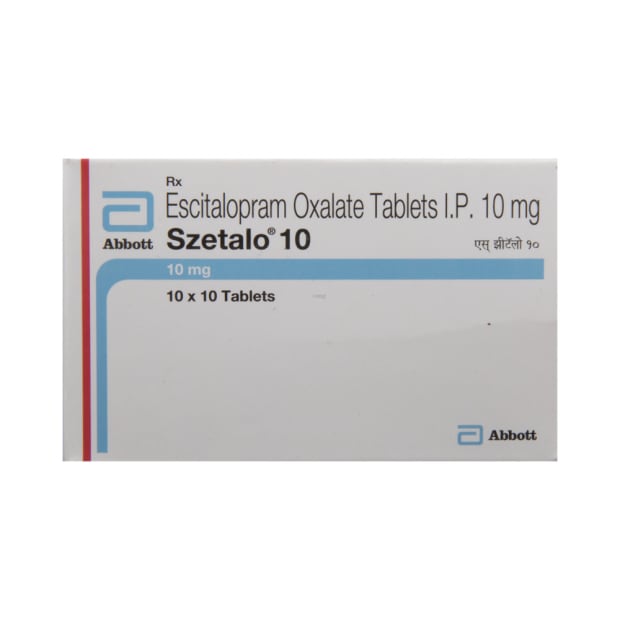 Rx
Escitalopram Oxalate Tablets I.P. 10 mg
Abbott
Szetalo® 10
एस् झीटॅलो १०
10 mg
10 x 10 Tablets
Abbott